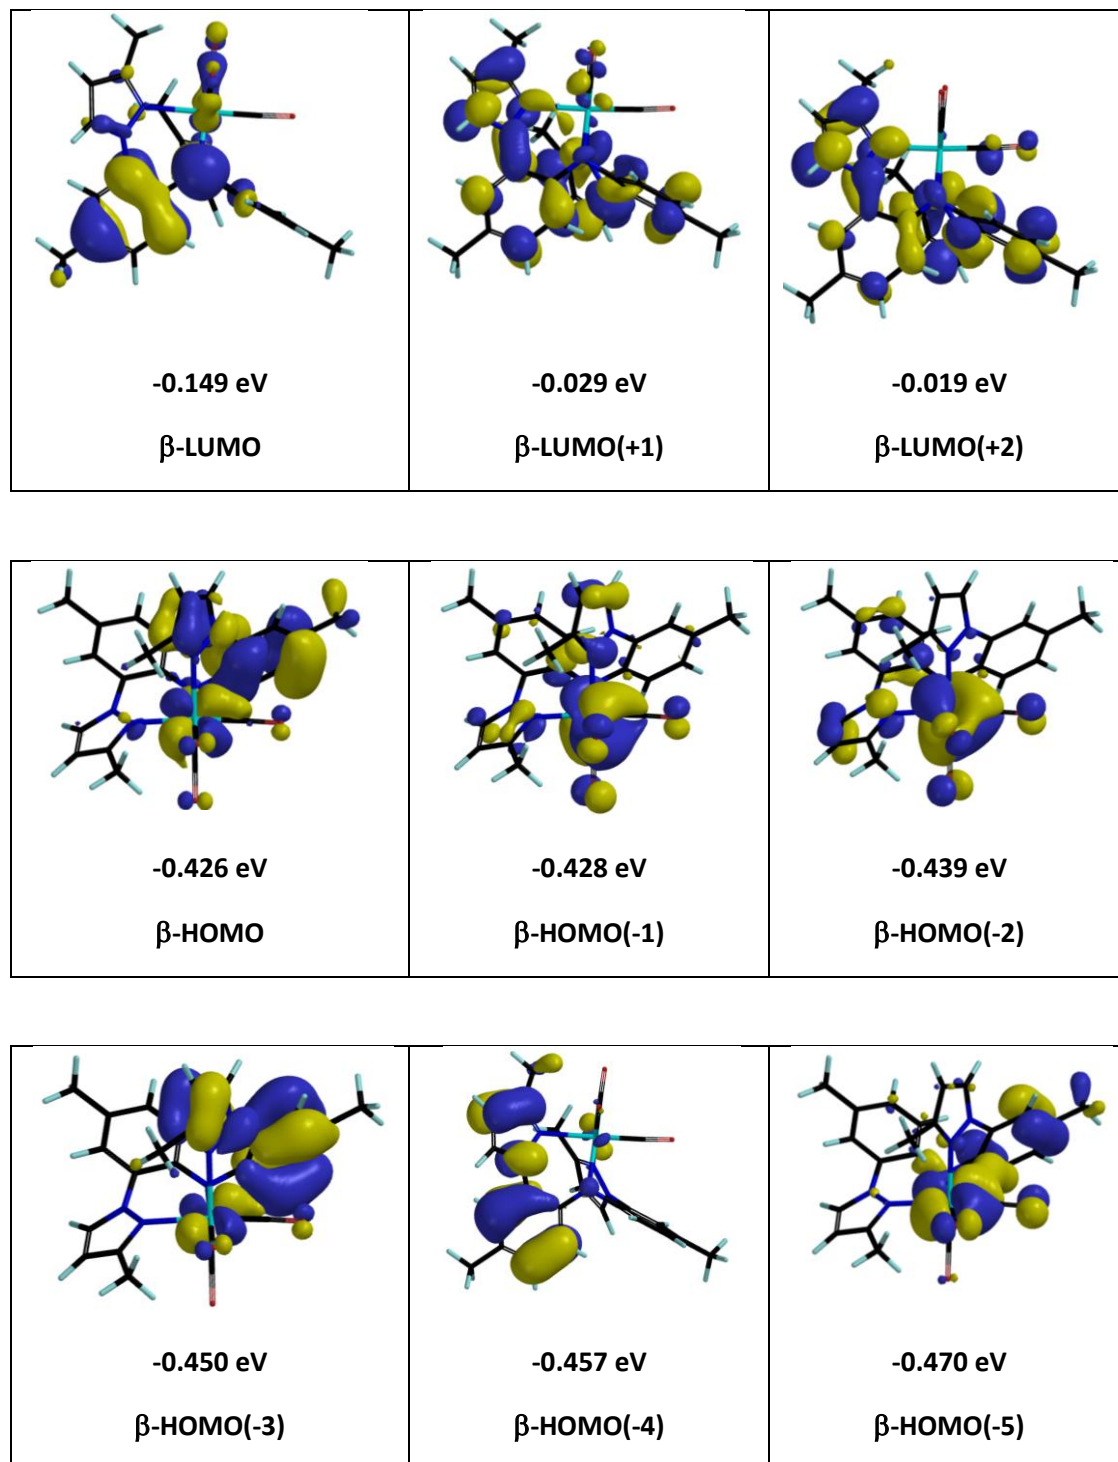 -0.149 eV -0.029 eV -0.019 eV
β-LUMO β-LUMO(+1) β-LUMO(+2)
-0.426 eV -0.428 eV -0.439 eV
β-HOMO β-HOMO(-1) β-HOMO(-2)
-0.450 eV -0.457 eV -0.470 eV
β-HOMO(-3) β-HOMO(-4) β-HOMO(-5)